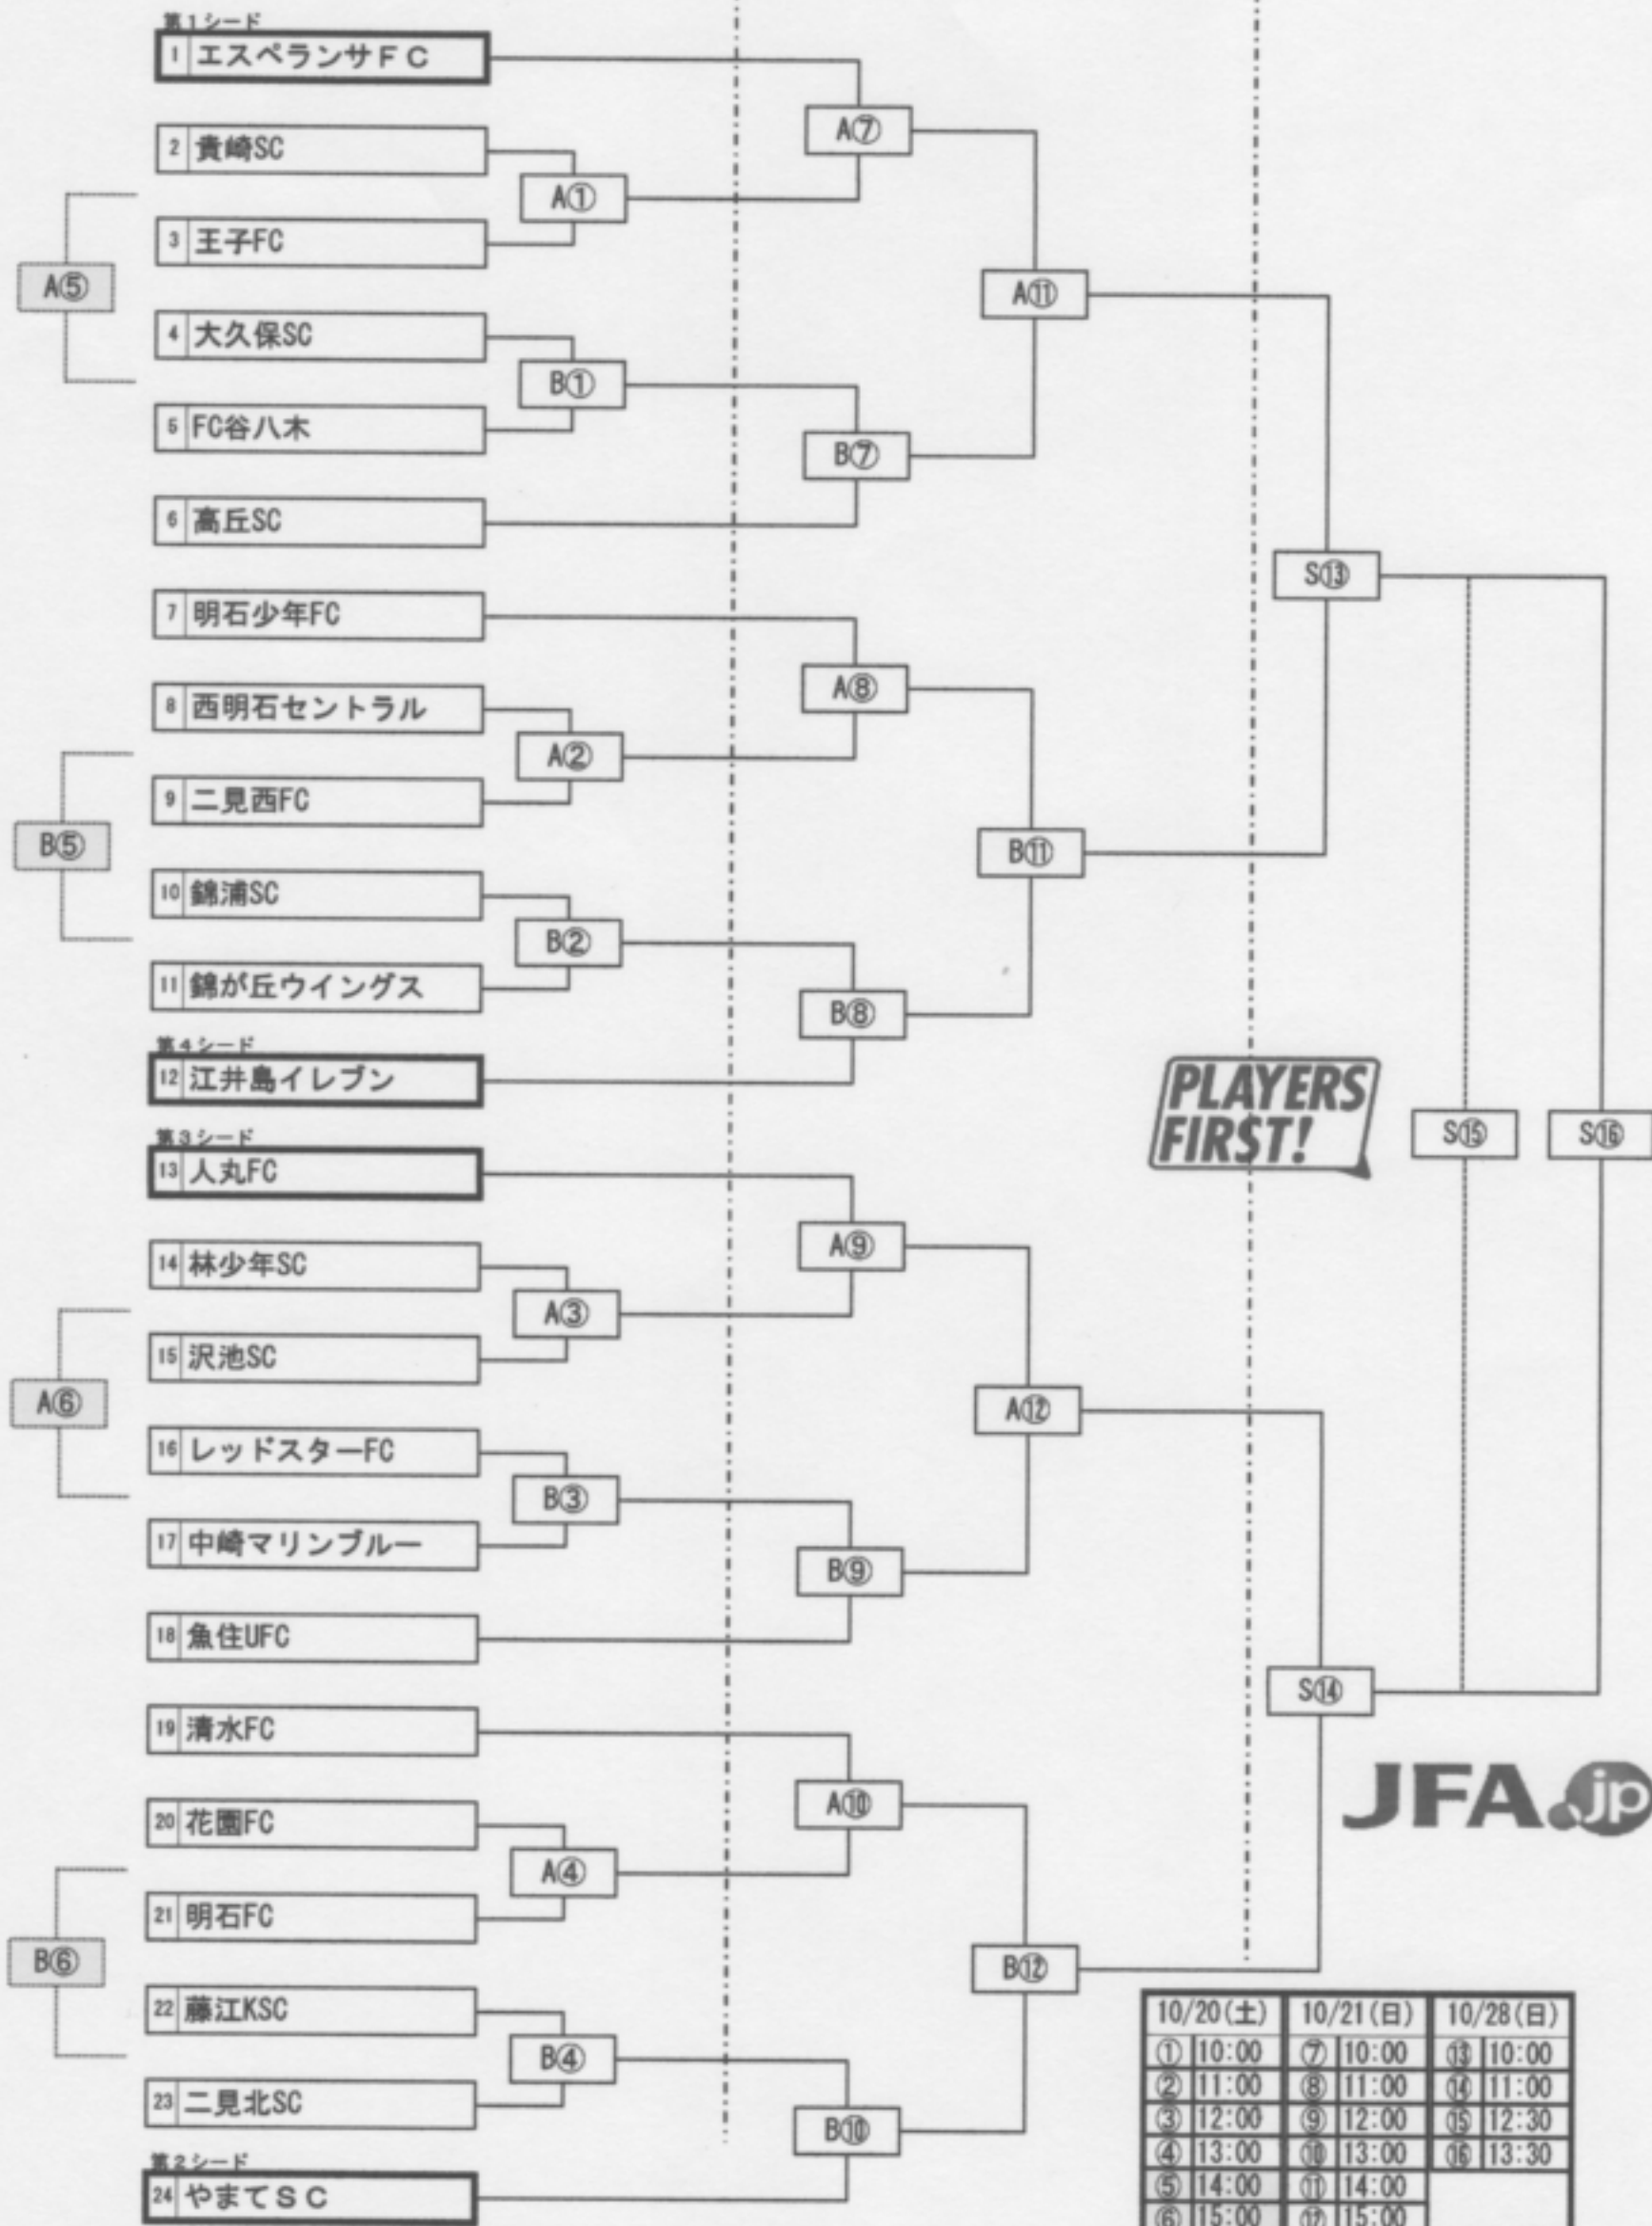 第1シード
1 エスペランサFC
2 貴崎SC
3 王子FC
4 大久保SC
5 FC谷八木
6 高丘SC
7 明石少年FC
8 西明石セントラル
9 二見西FC
10 錦浦SC
11 錦が丘ウイングス
第4シード
12 江井島イレブン
第3シード
13 人丸FC
14 林少年SC
15 沢池SC
16 レッドスターFC
17 中崎マリンブルー
18 魚住UFC
19 清水FC
20 花園FC
21 明石FC
22 藤江KSC
23 二見北SC
第2シード
24 やまてSC
A⑤
B⑤
A⑥
B⑥
A①
B①
A②
B②
A③
B③
A④
B④
A⑦
B⑦
A⑧
B⑧
A⑨
B⑨
A⑩
B⑩
A⑪
B⑪
A⑫
B⑫
S⑬
S⑭
S⑮
S⑯
PLAYERS
FIRST!
JFA.jp
10/20(土) 10/21(日) 10/28(日)
① 10:00 ⑦ 10:00 ⑬ 10:00
② 11:00 ⑧ 11:00 ⑭ 11:00
③ 12:00 ⑨ 12:00 ⑮ 12:30
④ 13:00 ⑩ 13:00 ⑯ 13:30
⑤ 14:00 ⑪ 14:00
⑥ 15:00 ⑫ 15:00